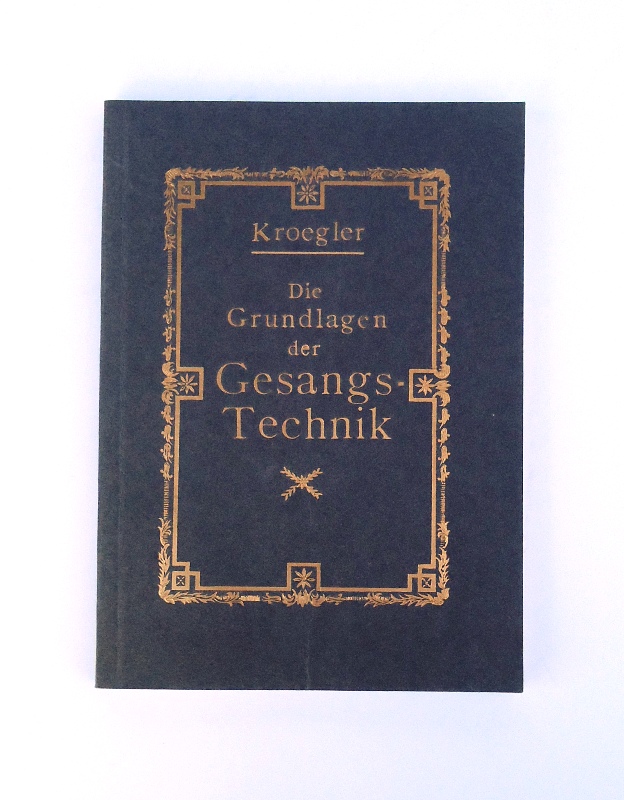 Kroegler
Die
Grundlagen
der
Gesangs-
Technik